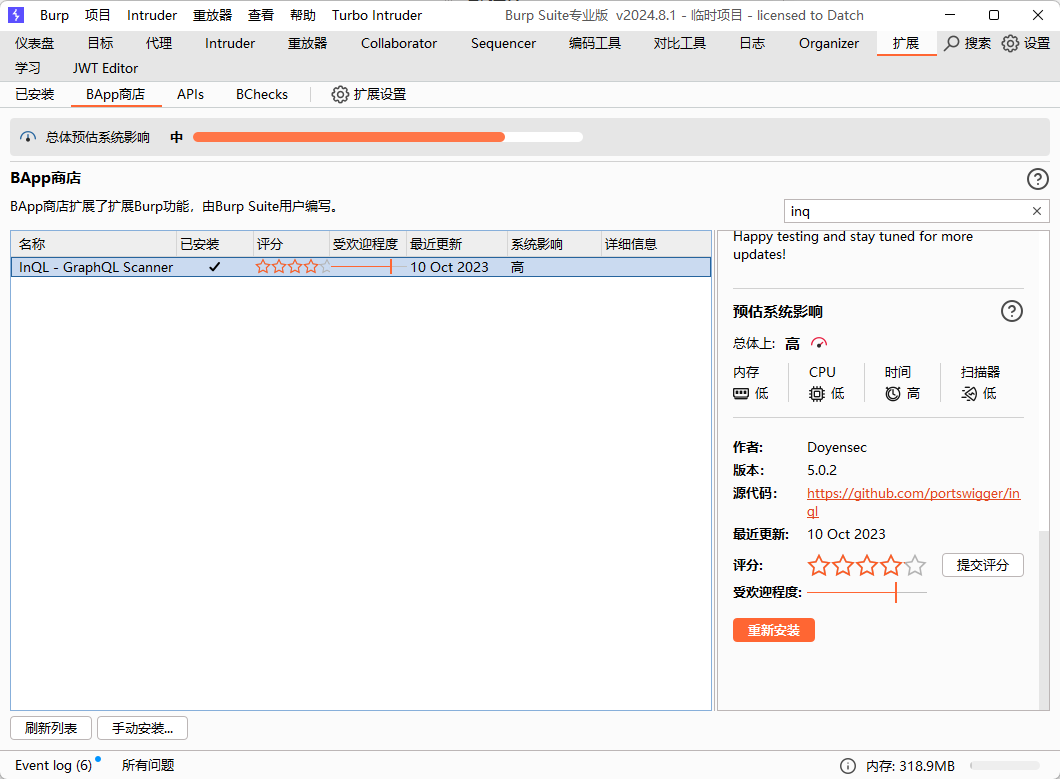 Burp 项目 Intruder 重放器 查看 帮助 Turbo Intruder Burp Suite专业版 v2024.8.1 - 临时项目 - licensed to Datch
仪表盘 目标 代理 Intruder 重放器 Collaborator Sequencer 编码工具 对比工具 日志 Organizer 扩展 搜索 设置
学习 JWT Editor
已安装 BApp商店 APIs BChecks 扩展设置
总体预估系统影响 中
BApp商店
BApp商店扩展了扩展Burp功能，由Burp Suite用户编写。
inq
名称 已安装 评分 受欢迎程度 最近更新 系统影响 详细信息
InQL - GraphQL Scanner 10 Oct 2023 高
Happy testing and stay tuned for more
updates!
预估系统影响
总体上: 高
内存 CPU 时间 扫描器
低 低 高 低
作者: Doyensec
版本: 5.0.2
源代码: https://github.com/portswigger/in
ql
最近更新: 10 Oct 2023
评分: 提交评分
受欢迎程度:
重新安装
刷新列表 手动安装...
Event log (6) 所有问题 内存: 318.9MB